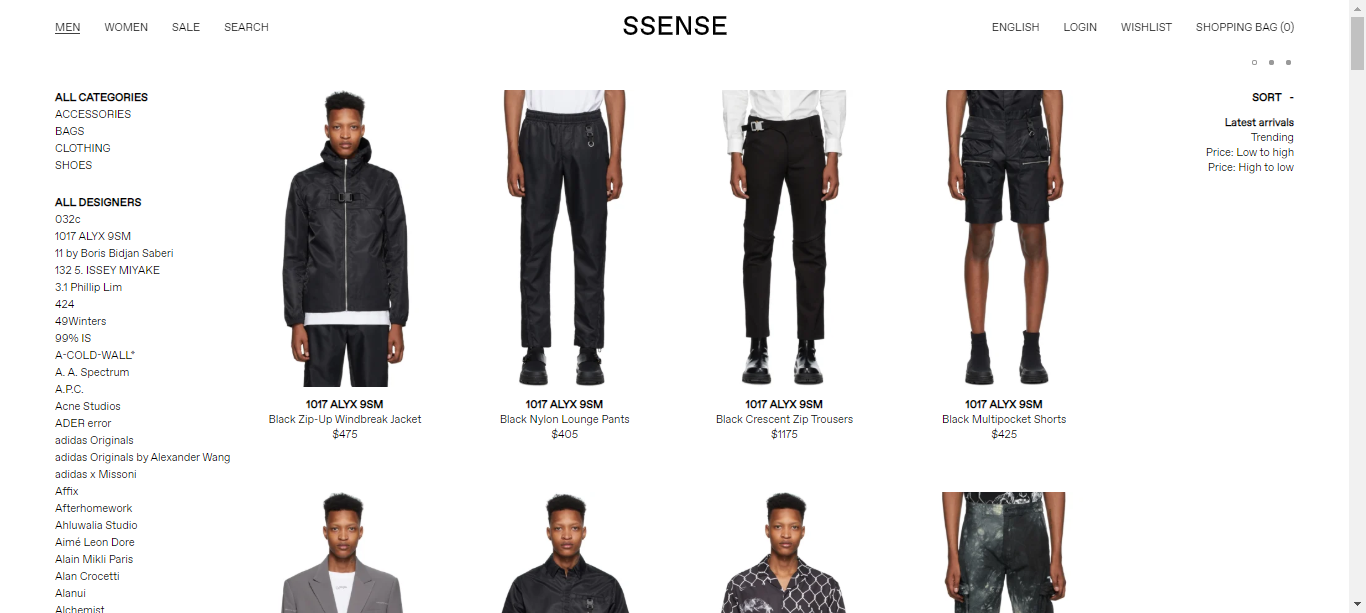 MEN WOMEN SALE SEARCH SSENSE ENGLISH LOGIN WISHLIST SHOPPING BAG (0)
ALL CATEGORIES
ACCESSORIES
BAGS
CLOTHING
SHOES
ALL DESIGNERS
032c
1017 ALYX 9SM
11 by Boris Bidjan Saberi
132 5. ISSEY MIYAKE
3.1 Phillip Lim
424
49Winters
99% IS
A-COLD-WALL*
A. A. Spectrum
A.P.C.
Acne Studios
ADER error
adidas Originals
adidas Originals by Alexander Wang
adidas x Missoni
Affix
Afterhomework
Ahluwalia Studio
Aimé Leon Dore
Alain Mikli Paris
Alan Crocetti
Alanui
Alchemist
1017 ALYX 9SM
Black Zip-Up Windbreak Jacket
$475
1017 ALYX 9SM
Black Nylon Lounge Pants
$405
1017 ALYX 9SM
Black Crescent Zip Trousers
$1175
1017 ALYX 9SM
Black Multipocket Shorts
$425
SORT -
Latest arrivals
Trending
Price: Low to high
Price: High to low